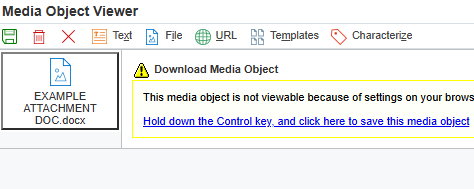 Media Object Viewer
Text File URL Templates Characterize
EXAMPLE
ATTACHMENT
DOC.docx
Download Media Object
This media object is not viewable because of settings on your brows
Hold down the Control key, and click here to save this media object